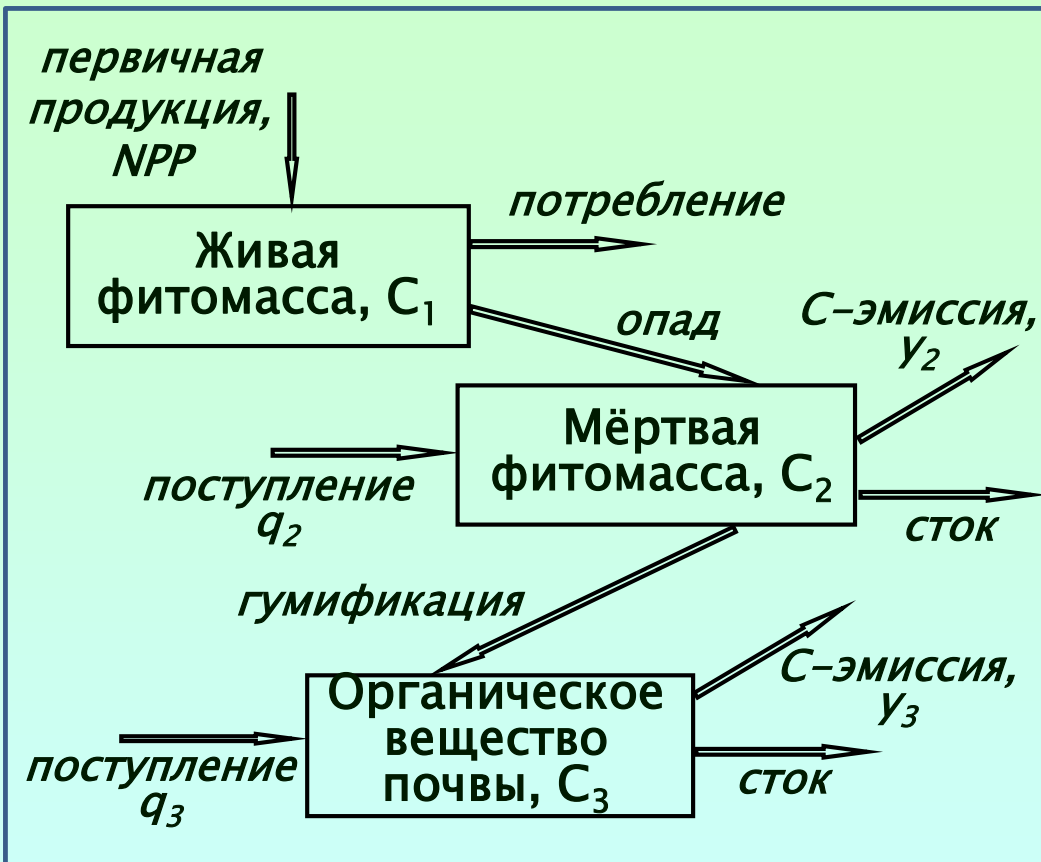 первичная
продукция,
NPP
потребление
Живая
фитомасса, C₁
опад
С-эмиссия,
y₂
Мёртвая
фитомасса, C₂
поступление
q₂
сток
гумификация
С-эмиссия,
y₃
Органическое
вещество
почвы, C₃
поступление
q₃
сток